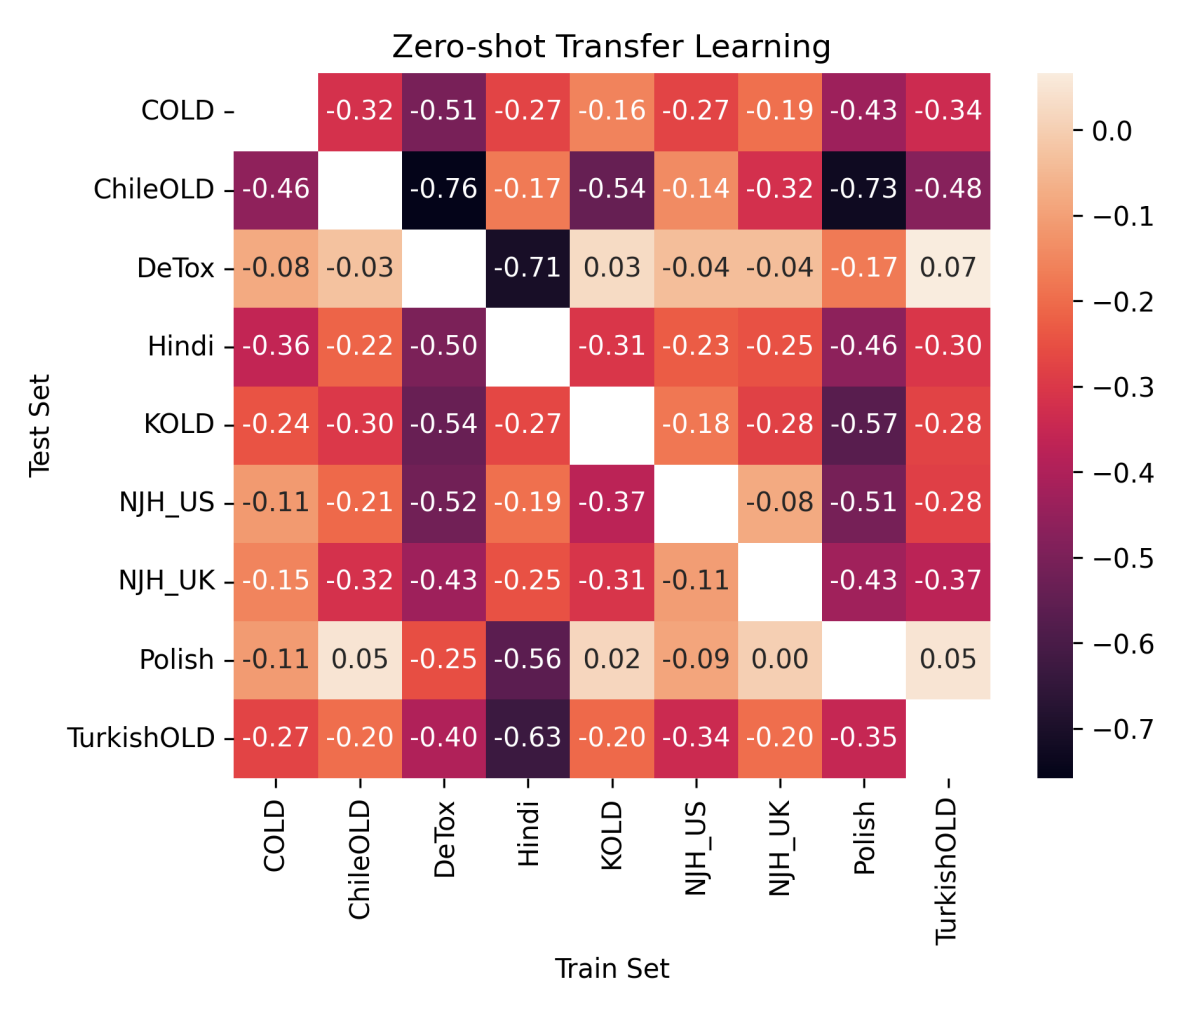 Zero-shot Transfer Learning
COLD -0.32 -0.51 -0.27 -0.16 -0.27 -0.19 -0.43 -0.34
ChileOLD -0.46 -0.76 -0.17 -0.54 -0.14 -0.32 -0.73 -0.48
DeTox -0.08 -0.03 -0.71 0.03 -0.04 -0.04 -0.17 0.07
Hindi -0.36 -0.22 -0.50 -0.31 -0.23 -0.25 -0.46 -0.30
KOLD -0.24 -0.30 -0.54 -0.27 -0.18 -0.28 -0.57 -0.28
NJH_US -0.11 -0.21 -0.52 -0.19 -0.37 -0.08 -0.51 -0.28
NJH_UK -0.15 -0.32 -0.43 -0.25 -0.31 -0.11 -0.43 -0.37
Polish -0.11 0.05 -0.25 -0.56 0.02 -0.09 0.00 0.05
TurkishOLD -0.27 -0.20 -0.40 -0.63 -0.20 -0.34 -0.20 -0.35
COLD ChileOLD DeTox Hindi KOLD NJH_US NJH_UK Polish TurkishOLD
Train Set
Test Set
0.0
−0.1
−0.2
−0.3
−0.4
−0.5
−0.6
−0.7